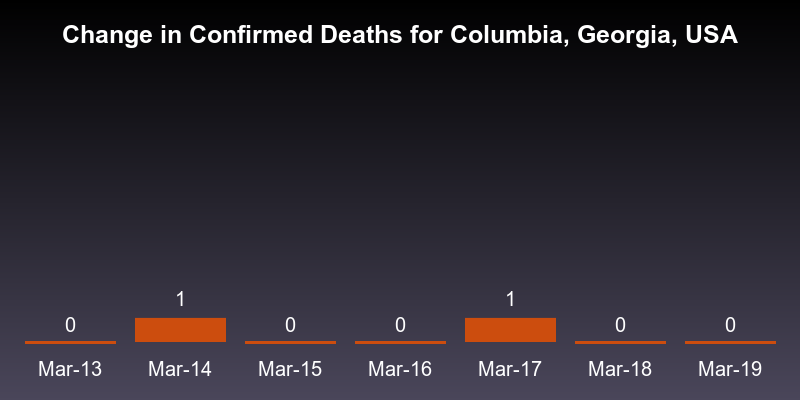 Change in Confirmed Deaths for Columbia, Georgia, USA
0 1 0 0 1 0 0
Mar-13 Mar-14 Mar-15 Mar-16 Mar-17 Mar-18 Mar-19